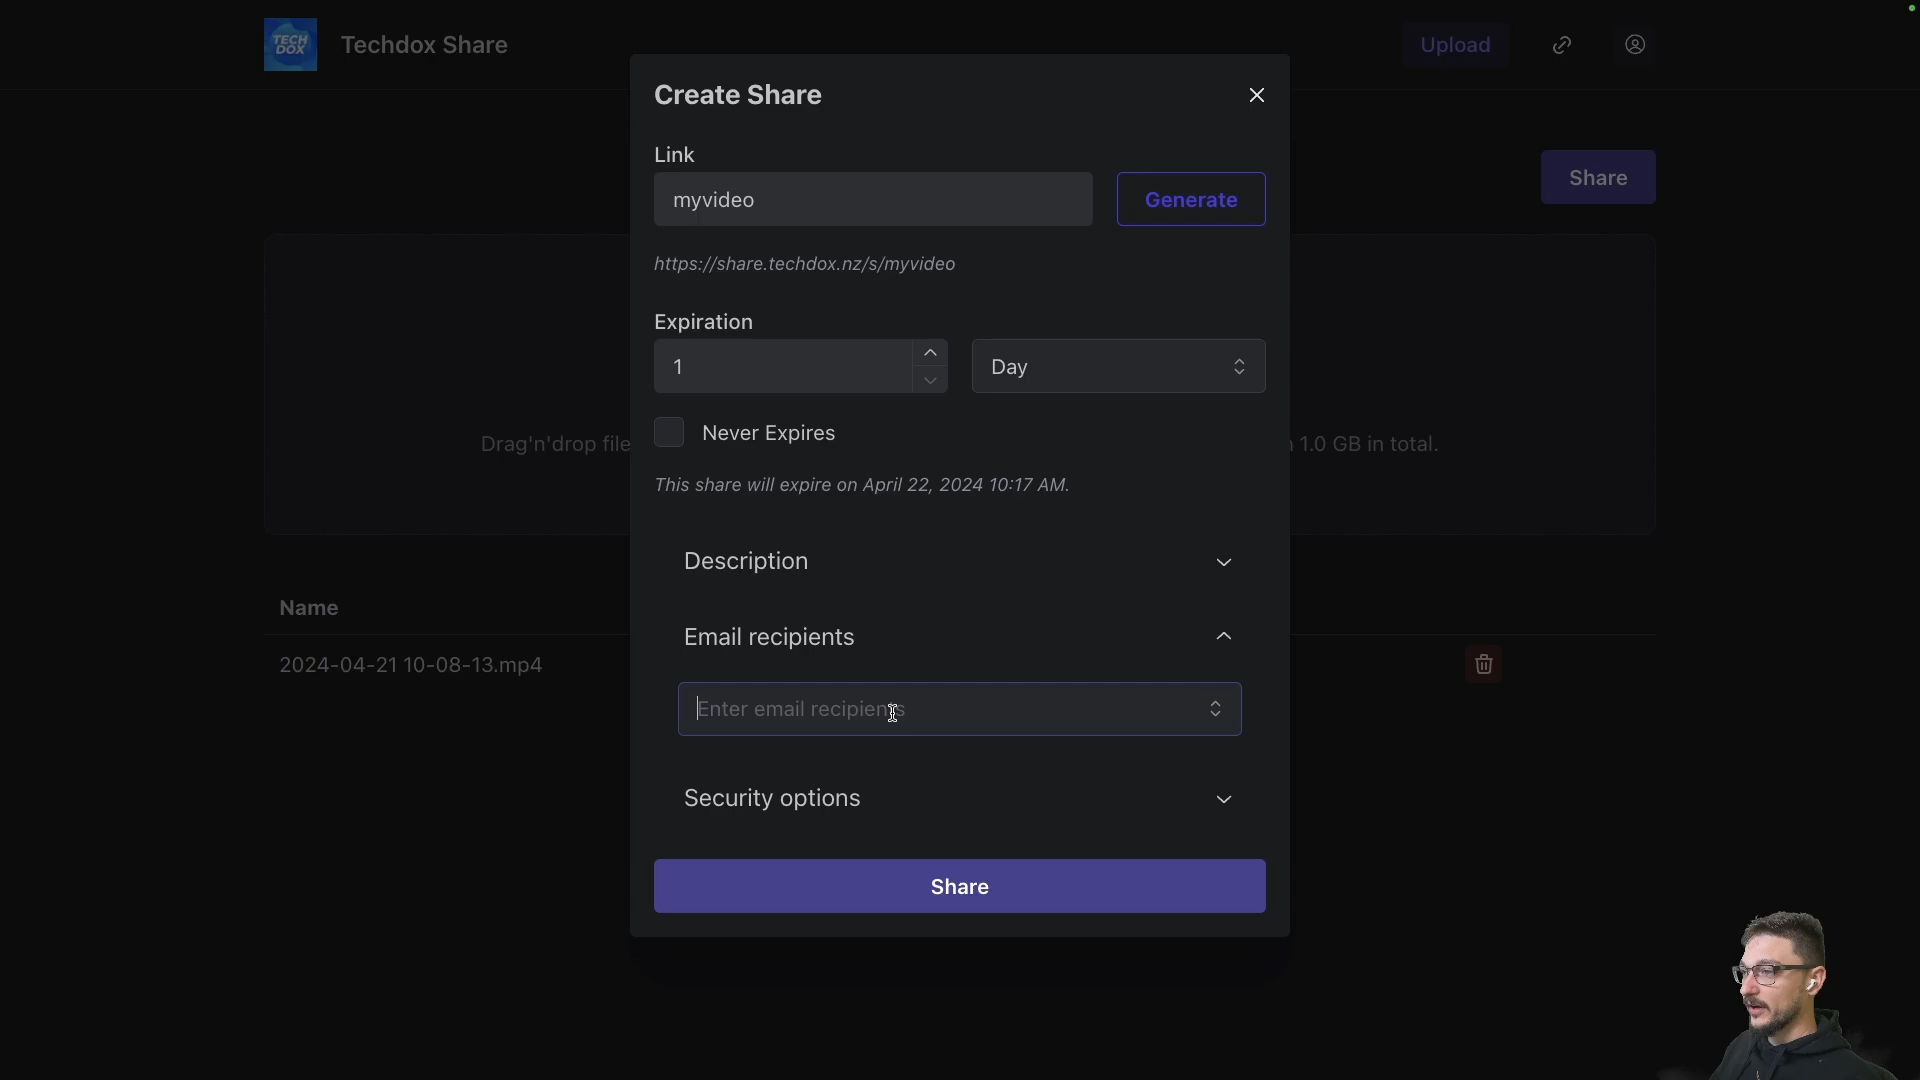 TECH
DOX
Techdox Share
Upload
Create Share
Link
myvideo
Generate
Share
https://share.techdox.nz/s/myvideo
Expiration
1
Day
Never Expires
Drag'n'drop file
1.0 GB in total.
This share will expire on April 22, 2024 10:17 AM.
Description
Name
Email recipients
2024-04-21 10-08-13.mp4
Enter email recipients
Security options
Share